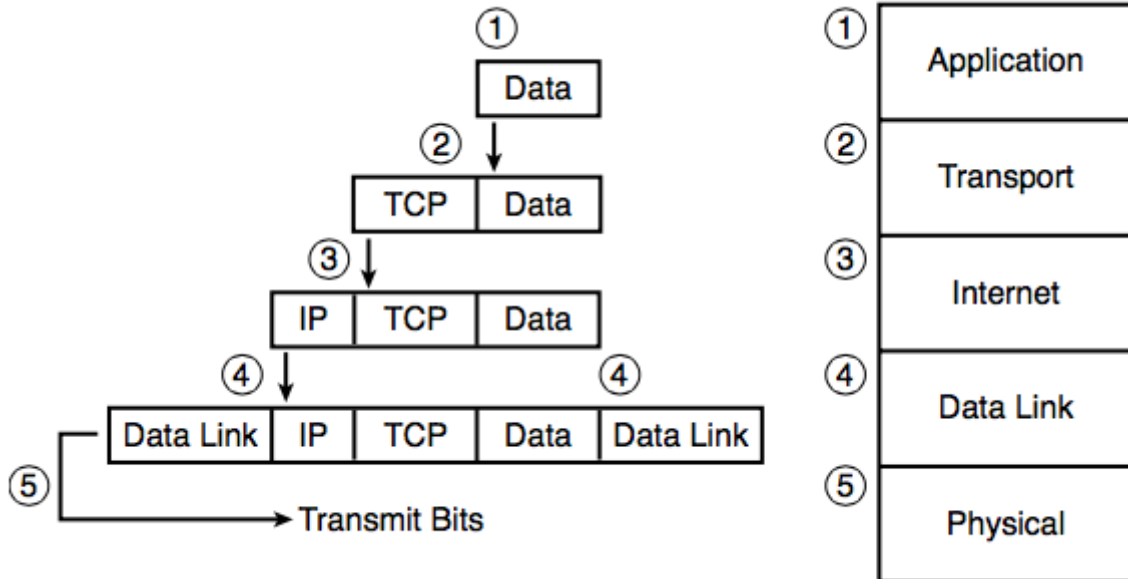 ①
Data
②
TCP Data
③
IP TCP Data
④ ④
Data Link IP TCP Data Data Link
⑤
Transmit Bits
① Application
② Transport
③ Internet
④ Data Link
⑤ Physical